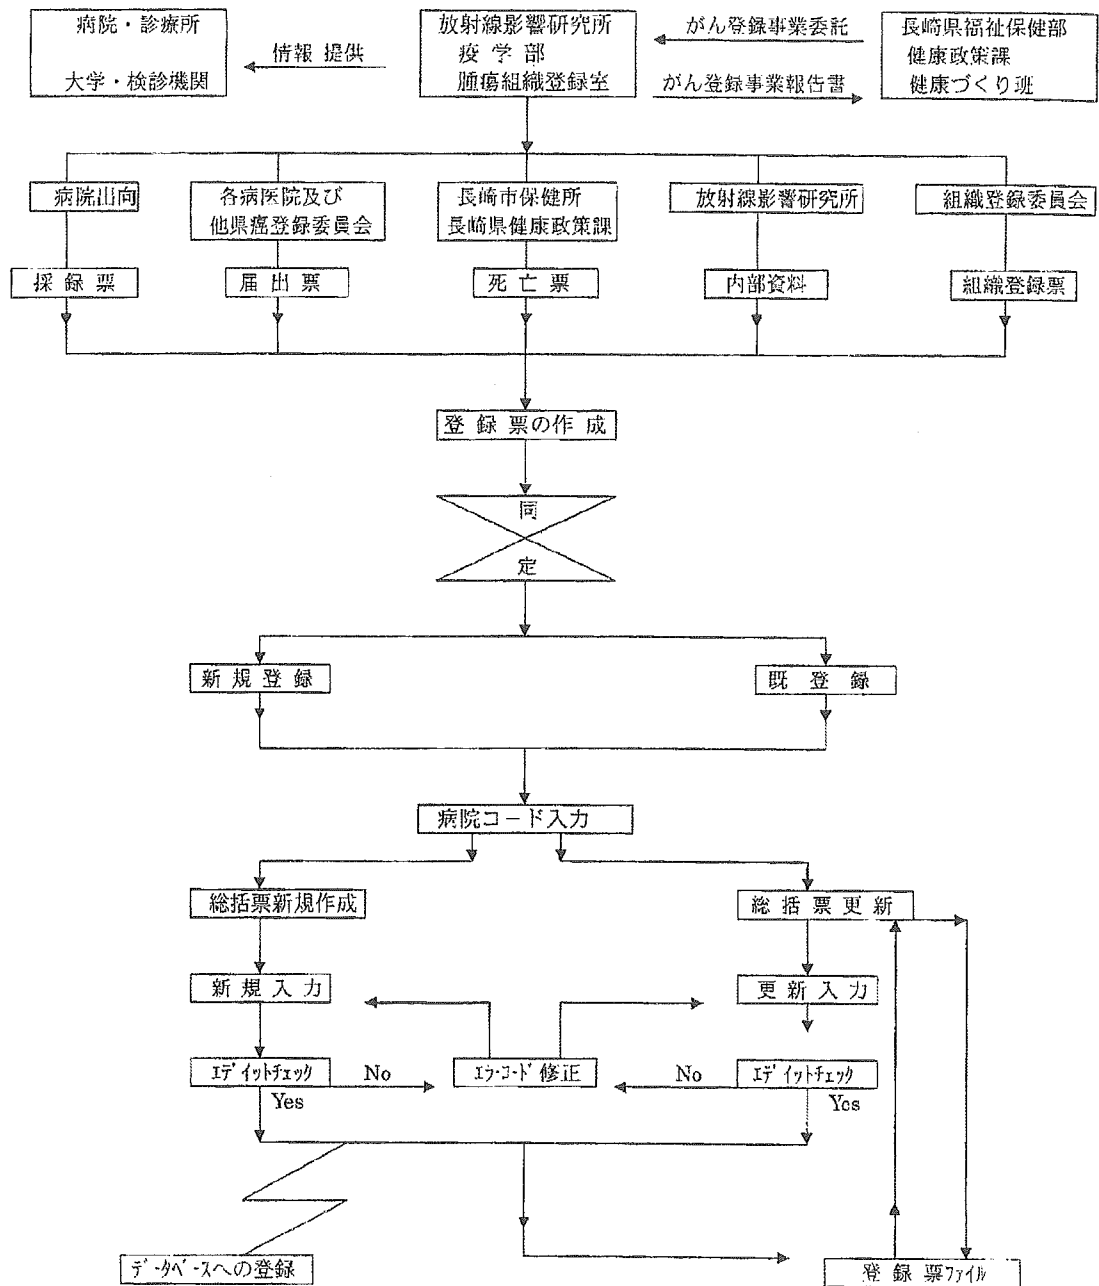 病院・診療所
大学・検診機関
情報 提供
放射線影響研究所
疫 学 部
腫瘍組織登録室
がん登録事業委託
がん登録事業報告書
長崎県福祉保健部
健康政策課
健康づくり班
病院出向
各病医院及び
他県癌登録委員会
長崎市保健所
長崎県健康政策課
放射線影響研究所
組織登録委員会
採 録 票
届 出 票
死 亡 票
内部資料
組織登録票
登 録 票の作 成
同
定
新 規 登 録
既 登 録
病院コード入力
総括票新規作成
総 括 票 更 新
新 規 入 力
更 新 入 力
エディットチェック
No
エラーコード修正
No
エディットチェック
Yes
Yes
データベースへの登録
登 録 票ファイル